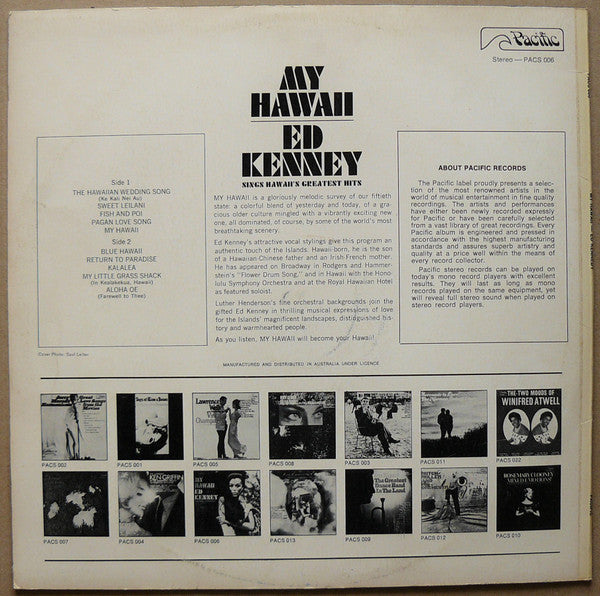 Pacific
Stereo — PACS 006
MY
HAWAII
ED
KENNEY
SINGS HAWAII'S GREATEST HITS
Side 1
THE HAWAIIAN WEDDING SONG
(Ke Kali Nei Au)
SWEET LEILANI
FISH AND POI
PAGAN LOVE SONG
MY HAWAII
Side 2
BLUE HAWAII
RETURN TO PARADISE
KALALEA
MY LITTLE GRASS SHACK
(In Kealakekua, Hawaii)
ALOHA OE
(Farewell to Thee)
Cover Photo: Saul Leiter
MY HAWAII is a gloriously melodic survey of our fiftieth
state: a colorful blend of yesterday and today, of a gra-
cious older culture mingled with a vibrantly exciting new
one, all dominated, of course, by some of the world's most
breathtaking scenery.
Ed Kenney's attractive vocal stylings give this program an
authentic touch of the Islands. Hawaii-born, he is the son
of a Hawaiian-Chinese father and an Irish-French mother.
He has appeared on Broadway in Rodgers and Hammer-
stein's "Flower Drum Song," and in Hawaii with the Hono-
lulu Symphony Orchestra and at the Royal Hawaiian Hotel
as featured soloist.
Luther Henderson's fine orchestral backgrounds join the
gifted Ed Kenney in thrilling musical expressions of love
for the Islands' magnificent landscapes, distinguished his-
tory and warmhearted people.
As you listen, MY HAWAII will become your Hawaii!
ABOUT PACIFIC RECORDS
The Pacific label proudly presents a selec-
tion of the most renowned artists in the
world of musical entertainment in fine quality
recordings. The artists and performances
have either been newly recorded expressly
for Pacific or have been carefully selected
from a vast library of great recordings. Every
Pacific album is engineered and pressed in
accordance with the highest manufacturing
standards and assures superb artistry and
quality at a price well within the means of
every record collector.
Pacific stereo records can be played on
today's mono record players with excellent
results. They will last as long as mono
records played on the same equipment, yet
will reveal full stereo sound when played on
stereo record players.
MANUFACTURED AND DISTRIBUTED IN AUSTRALIA UNDER LICENCE
Lawrence
THE TWO MOODS OF
WINIFRED ATWELL
PACS 002
PACS 001
PACS 005
PACS 008
PACS 003
PACS 011
PACS 022
KEN GRIFFIN
MY
HAWAII
ED
KENNEY
The Greatest
Dance Band
In The Land
ROSEMARY CLOONEY
MIXED EMOTIONS
PACS 007
PACS 004
PACS 006
PACS 013
PACS 009
PACS 012
PACS 010